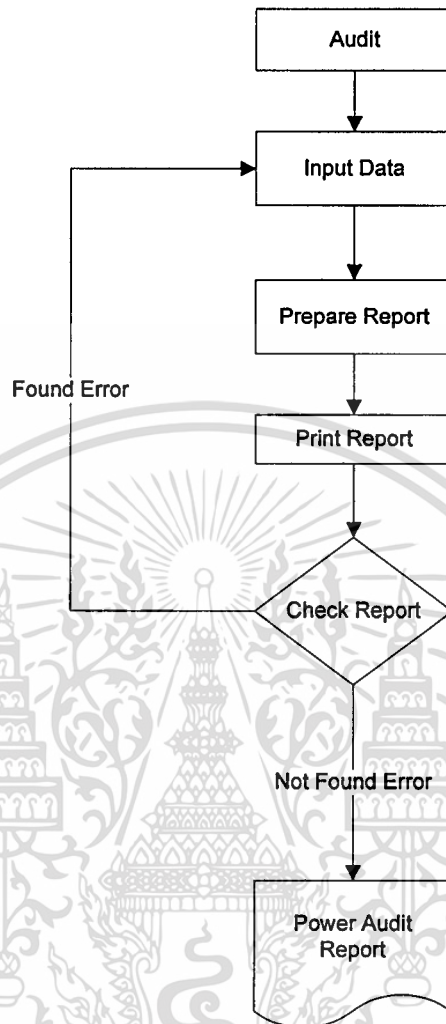 Audit
Input Data
Prepare Report
Found Error
Print Report
Check Report
Not Found Error
Power Audit
Report